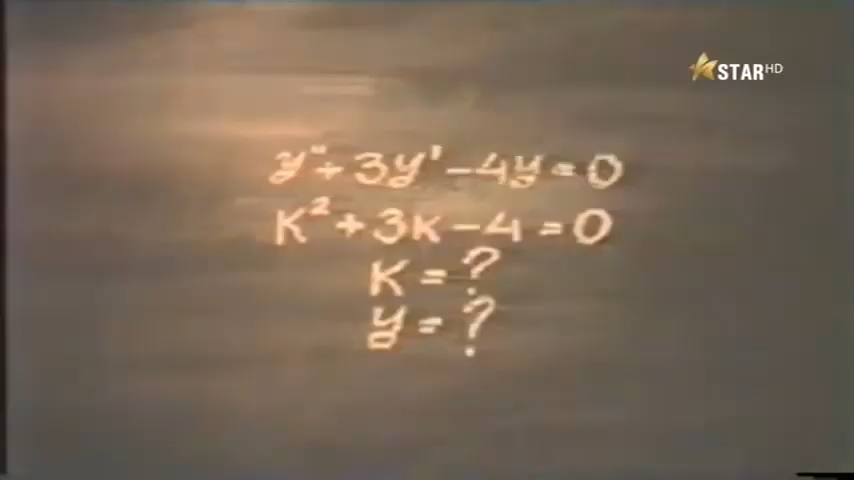 STAR HD
y'' + 3y' - 4y = 0
K² + 3K - 4 = 0
K = ?
y = ?